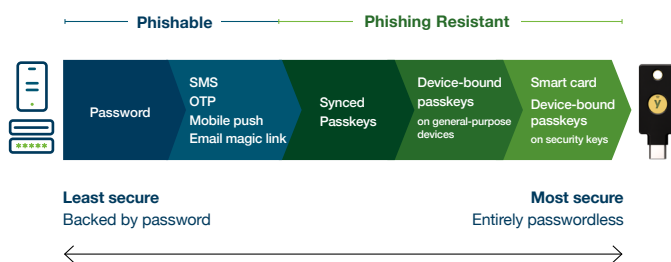 Phishable
Phishing Resistant
Password
SMS
OTP
Mobile push
Email magic link
Synced
Passkeys
Device-bound
passkeys
on general-purpose
devices
Smart card
Device-bound
passkeys
on security keys
y
*****
Least secure
Backed by password
Most secure
Entirely passwordless